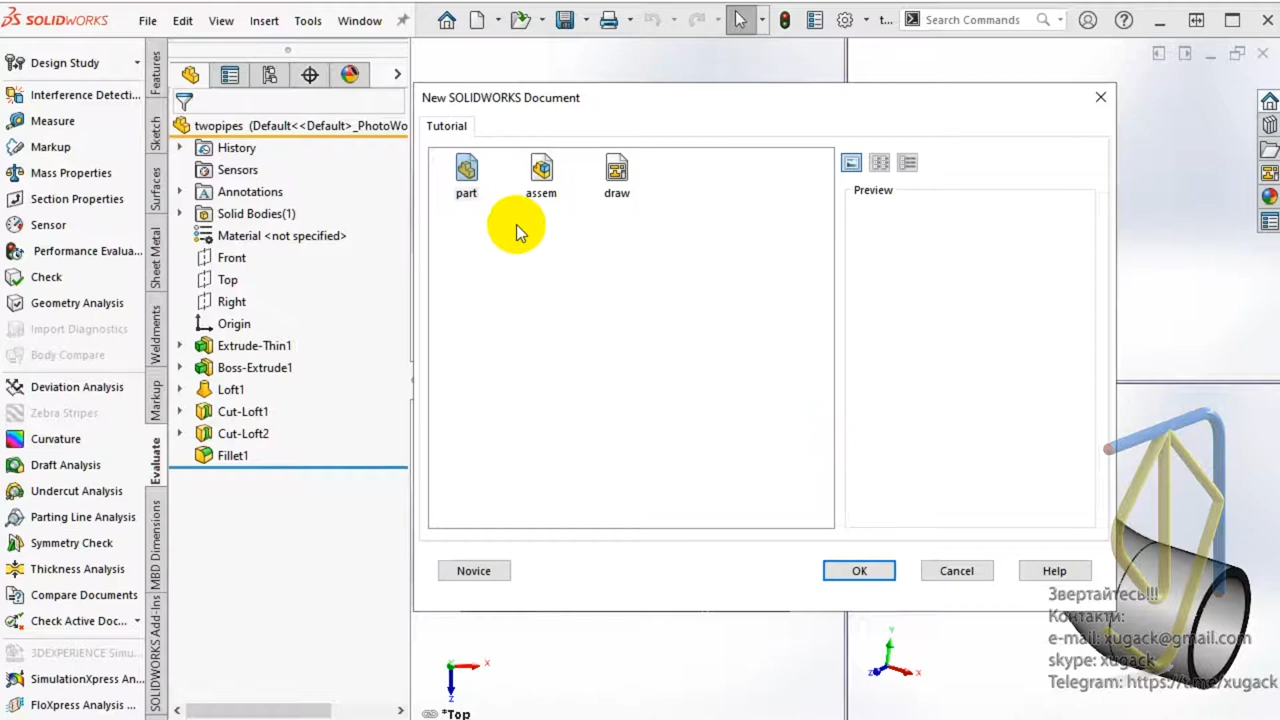 SOLIDWORKS File Edit View Insert Tools Window t... Search Commands
Design Study
Interference Detecti...
Measure
Markup
Mass Properties
Section Properties
Sensor
Performance Evalua...
Check
Geometry Analysis
Import Diagnostics
Body Compare
Deviation Analysis
Zebra Stripes
Curvature
Draft Analysis
Undercut Analysis
Parting Line Analysis
Symmetry Check
Thickness Analysis
Compare Documents
Check Active Doc...
3DEXPERIENCE Simu...
SimulationXpress An...
FloXpress Analysis ...
Features
Sketch
Surfaces
Sheet Metal
Weldments
Markup
Evaluate
MBD Dimensions
SOLIDWORKS Add-Ins
twopipes (Default<<Default>_PhotoWo
History
Sensors
Annotations
Solid Bodies(1)
Material <not specified>
Front
Top
Right
Origin
Extrude-Thin1
Boss-Extrude1
Loft1
Cut-Loft1
Cut-Loft2
Fillet1
New SOLIDWORKS Document
Tutorial
part assem draw
Preview
Novice OK Cancel Help
x
z
*Top
Y
z x
Звертайтесь!!!
Контакти:
e-mail: xugack@gmail.com
skype: xugack
Telegram: https://t.me/xugack